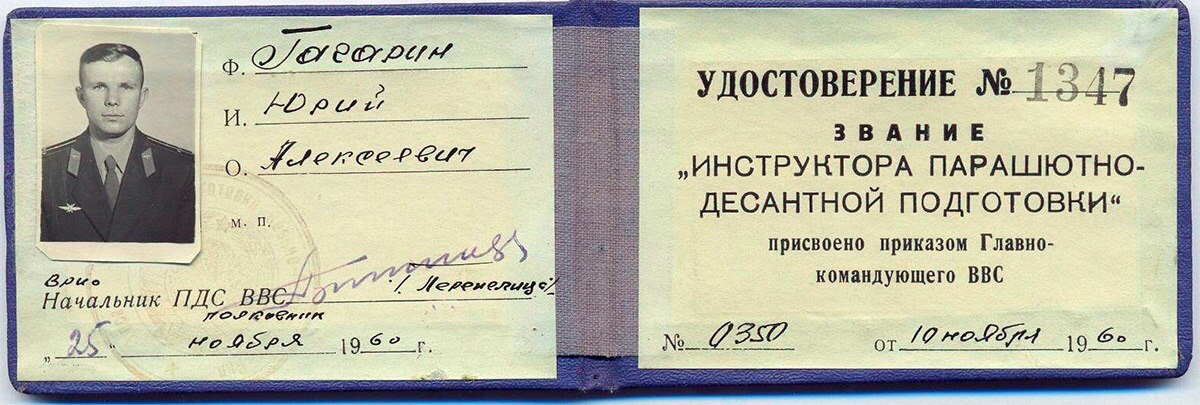 Ф. Гагарин
И. Юрий
О. Алексеевич
М. П.
врио
Начальник ПДС ВВС /Перепелица/
полковник
„25“ ноября 1960 г.
УДОСТОВЕРЕНИЕ № 1347
ЗВАНИЕ
„ИНСТРУКТОРА ПАРАШЮТНО-
ДЕСАНТНОЙ ПОДГОТОВКИ“
присвоено приказом Главно-
командующего ВВС
№ 0350 от 10 ноября 1960 г.